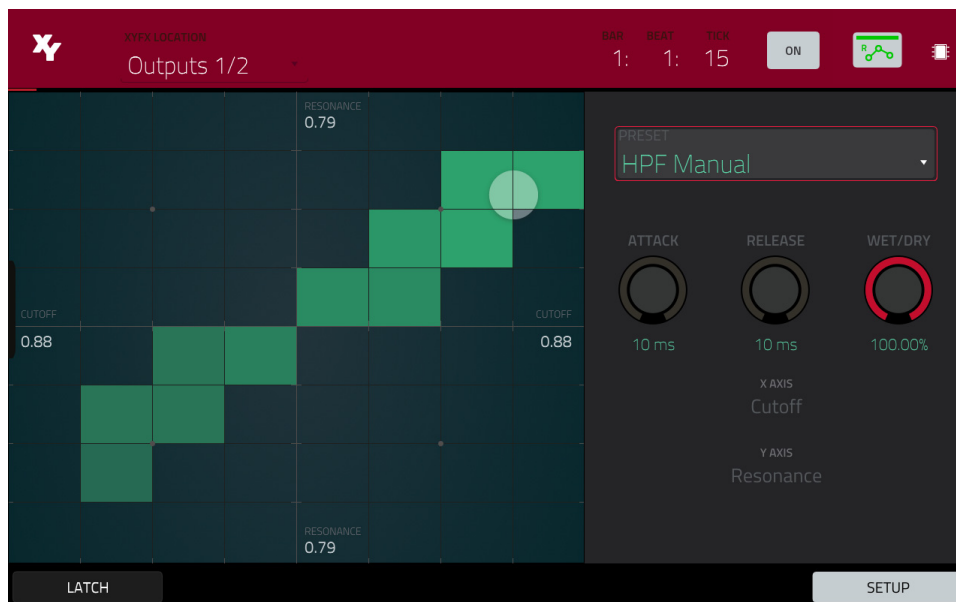 XY
XYFX LOCATION
Outputs 1/2
BAR BEAT TICK
1: 1: 15
ON
R
RESONANCE
0.79
PRESET
HPF Manual
ATTACK RELEASE WET/DRY
CUTOFF CUTOFF
0.88 0.88
10 ms 10 ms 100.00%
X AXIS
Cutoff
Y AXIS
Resonance
RESONANCE
0.79
LATCH SETUP